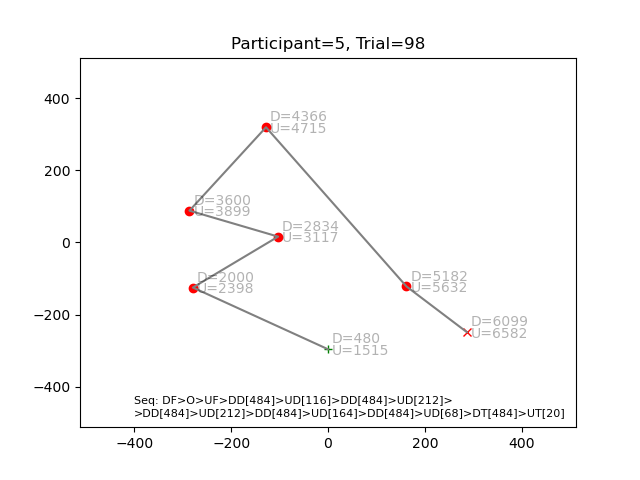 Participant=5, Trial=98
400
200
0
−200
−400
−400
−200
0
200
400
D=4366
U=4715
D=3600
U=3899
D=2834
U=3117
D=2000
U=2398
D=5182
U=5632
D=6099
U=6582
D=480
U=1515
Seq: DF>O>UF>DD[484]>UD[116]>DD[484]>UD[212]>
>DD[484]>UD[212]>DD[484]>UD[164]>DD[484]>UD[68]>DT[484]>UT[20]